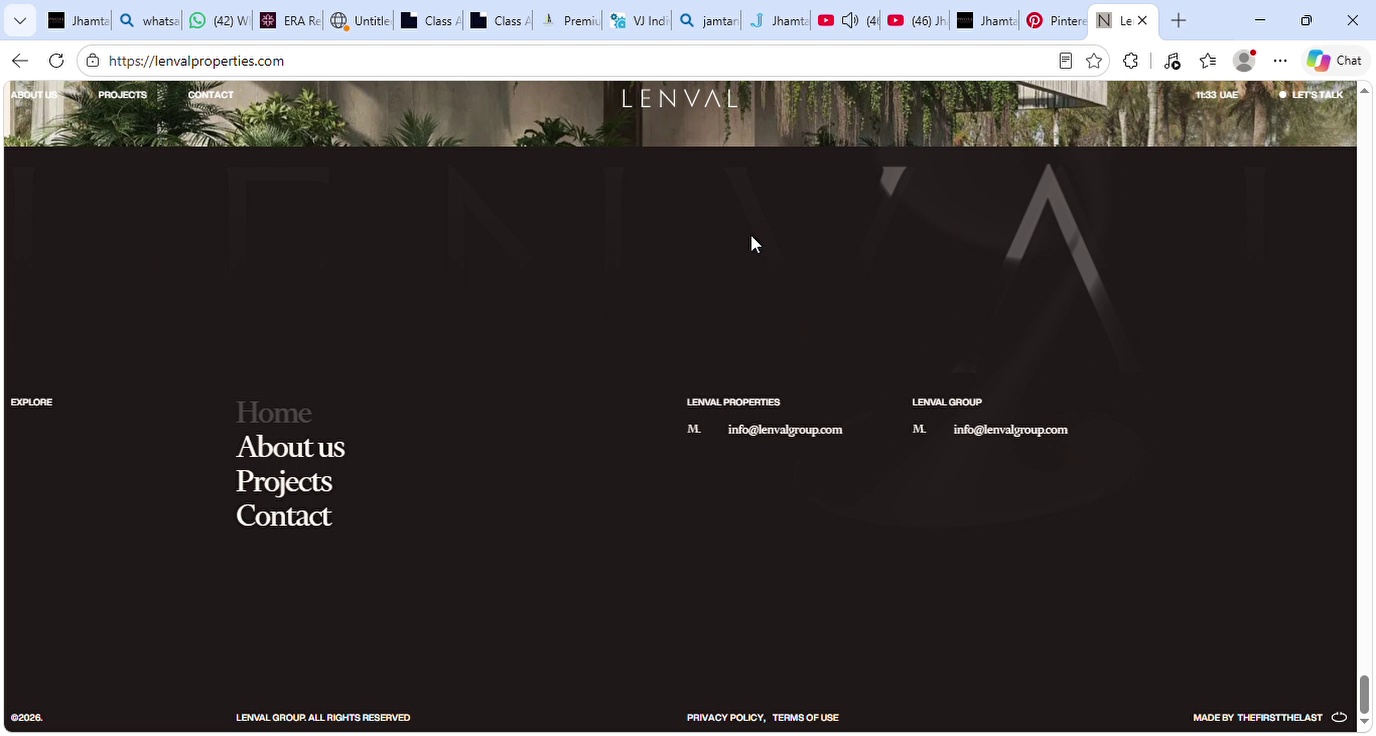 Jhamta
whatsa
(42) W
ERA Re
Untitle
Class A
Class A
Premiu
VJ Indi
jamtar
Jhamta
(46
(46) Jh
Jhamta
Pintere
Le
https://lenvalproperties.com
Chat
ABOUT US PROJECTS CONTACT LENVAL 11:33 UAE LET'S TALK
EXPLORE
Home
About us
Projects
Contact
LENVAL PROPERTIES
M. info@lenvalgroup.com
LENVAL GROUP
M. info@lenvalgroup.com
©2026. LENVAL GROUP. ALL RIGHTS RESERVED PRIVACY POLICY, TERMS OF USE MADE BY THEFIRSTTHELAST